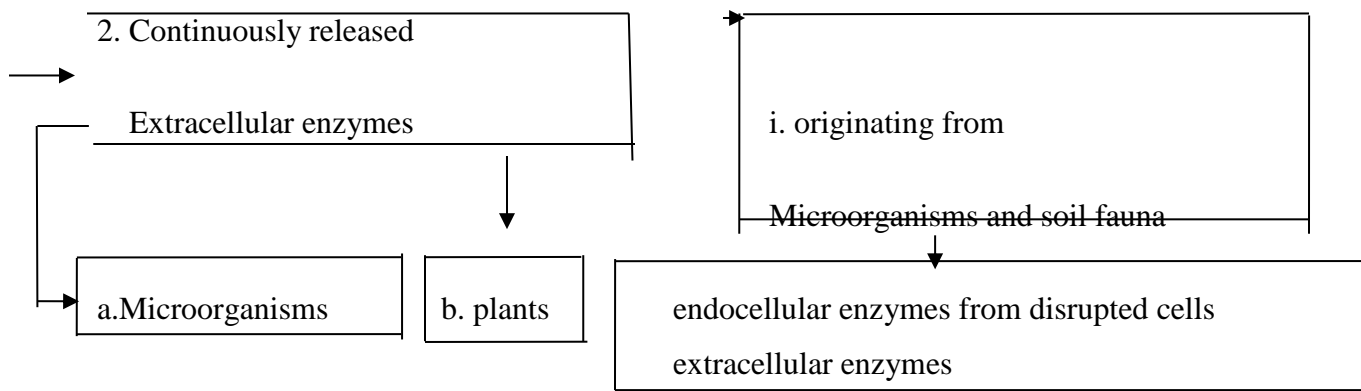 2. Continuously released
Extracellular enzymes
i. originating from
Microorganisms and soil fauna
a.Microorganisms
b. plants
endocellular enzymes from disrupted cells
extracellular enzymes